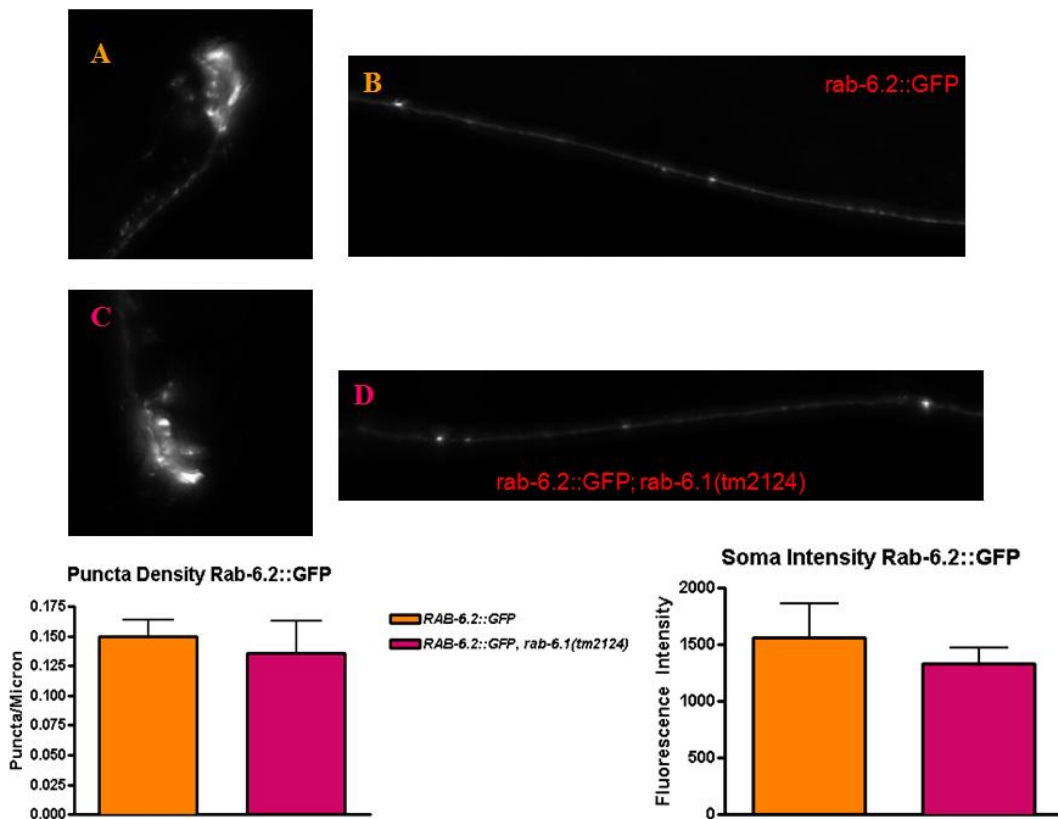 A
B
rab-6.2::GFP
C
D
rab-6.2::GFP; rab-6.1(tm2124)
Puncta Density Rab-6.2::GFP
Puncta/Micron
0.175
0.150
0.125
0.100
0.075
0.050
0.025
0.000
RAB-6.2::GFP
RAB-6.2::GFP, rab-6.1(tm2124)
Soma Intensity Rab-6.2::GFP
Fluorescence Intensity
2000
1500
1000
500
0